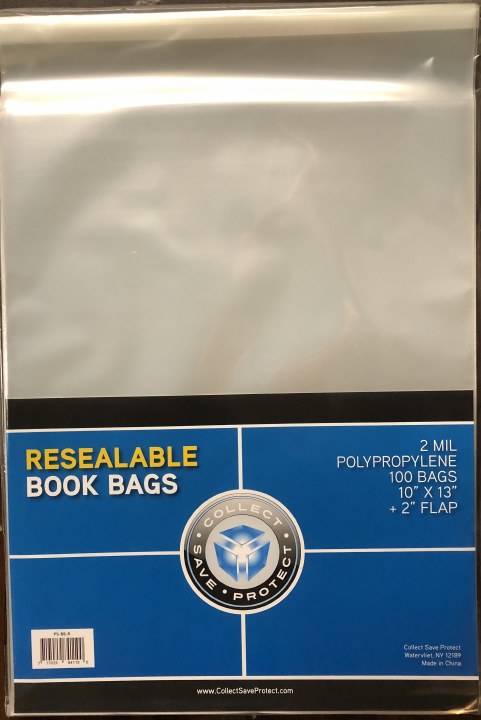 RESEALABLE
BOOK BAGS
2 MIL
POLYPROPYLENE
100 BAGS
10" X 13"
+ 2" FLAP
COLLECT • PROTECT • SAVE •
Collect Save Protect
Watervliet, NY 12189
Made in China
www.CollectSaveProtect.com